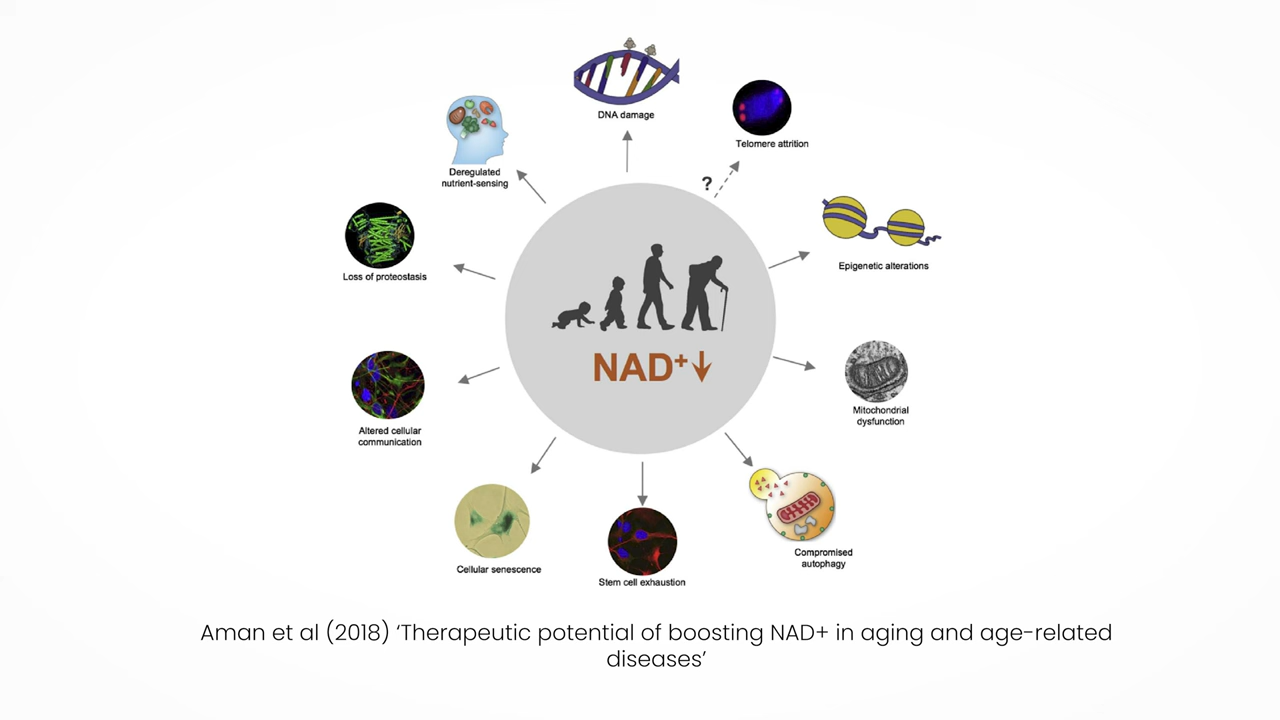 DNA damage
Telomere attrition
?
Deregulated
nutrient-sensing
Epigenetic alterations
Loss of proteostasis
NAD⁺↓
Mitochondrial
dysfunction
Altered cellular
communication
Compromised
autophagy
Cellular senescence
Stem cell exhaustion
Aman et al (2018) ‘Therapeutic potential of boosting NAD+ in aging and age-related
diseases’